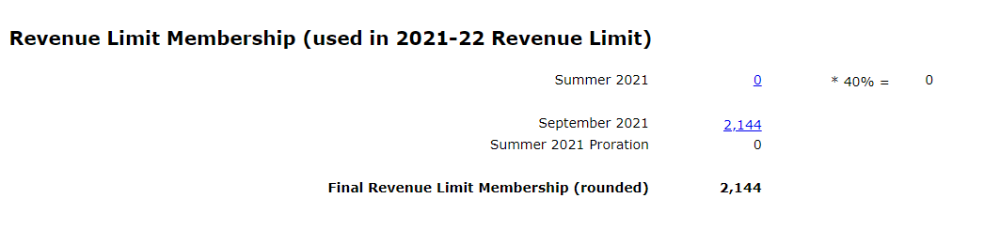 Revenue Limit Membership (used in 2021-22 Revenue Limit)
Summer 2021 0 * 40% = 0
September 2021 2,144
Summer 2021 Proration 0
Final Revenue Limit Membership (rounded) 2,144